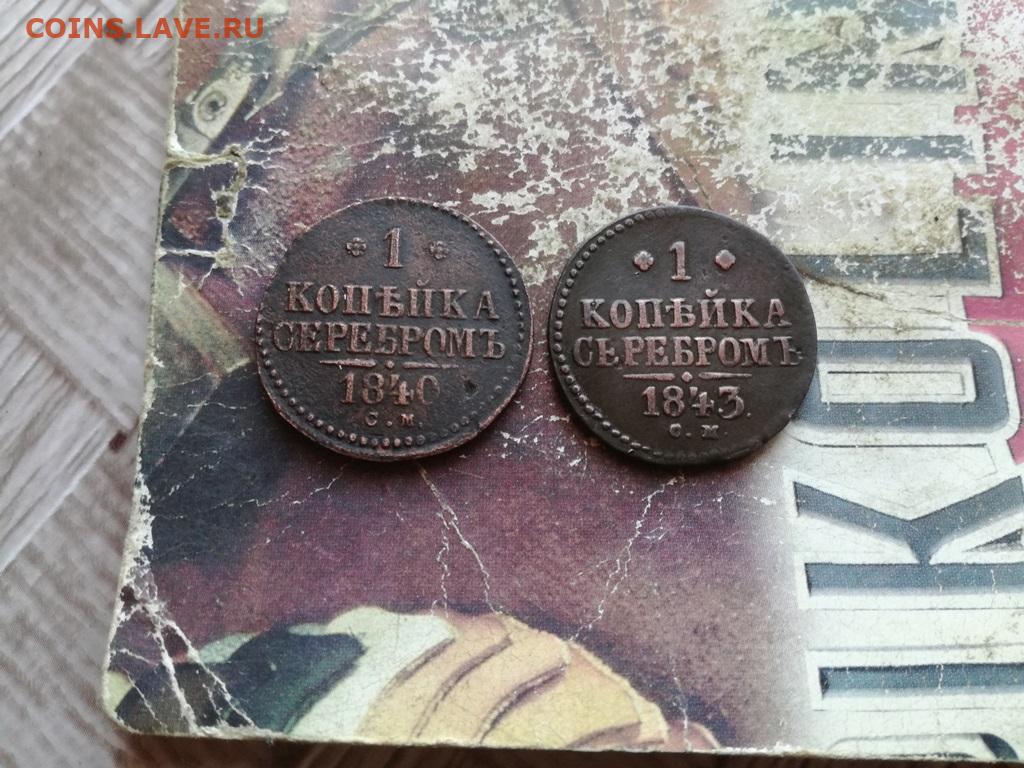 COINS.LAVE.RU
1
КОПѢЙКА
СЕРЕБРОМЪ
1840
С.М.
1
КОПѢЙКА
СЕРЕБРОМЪ
1843.
С.М